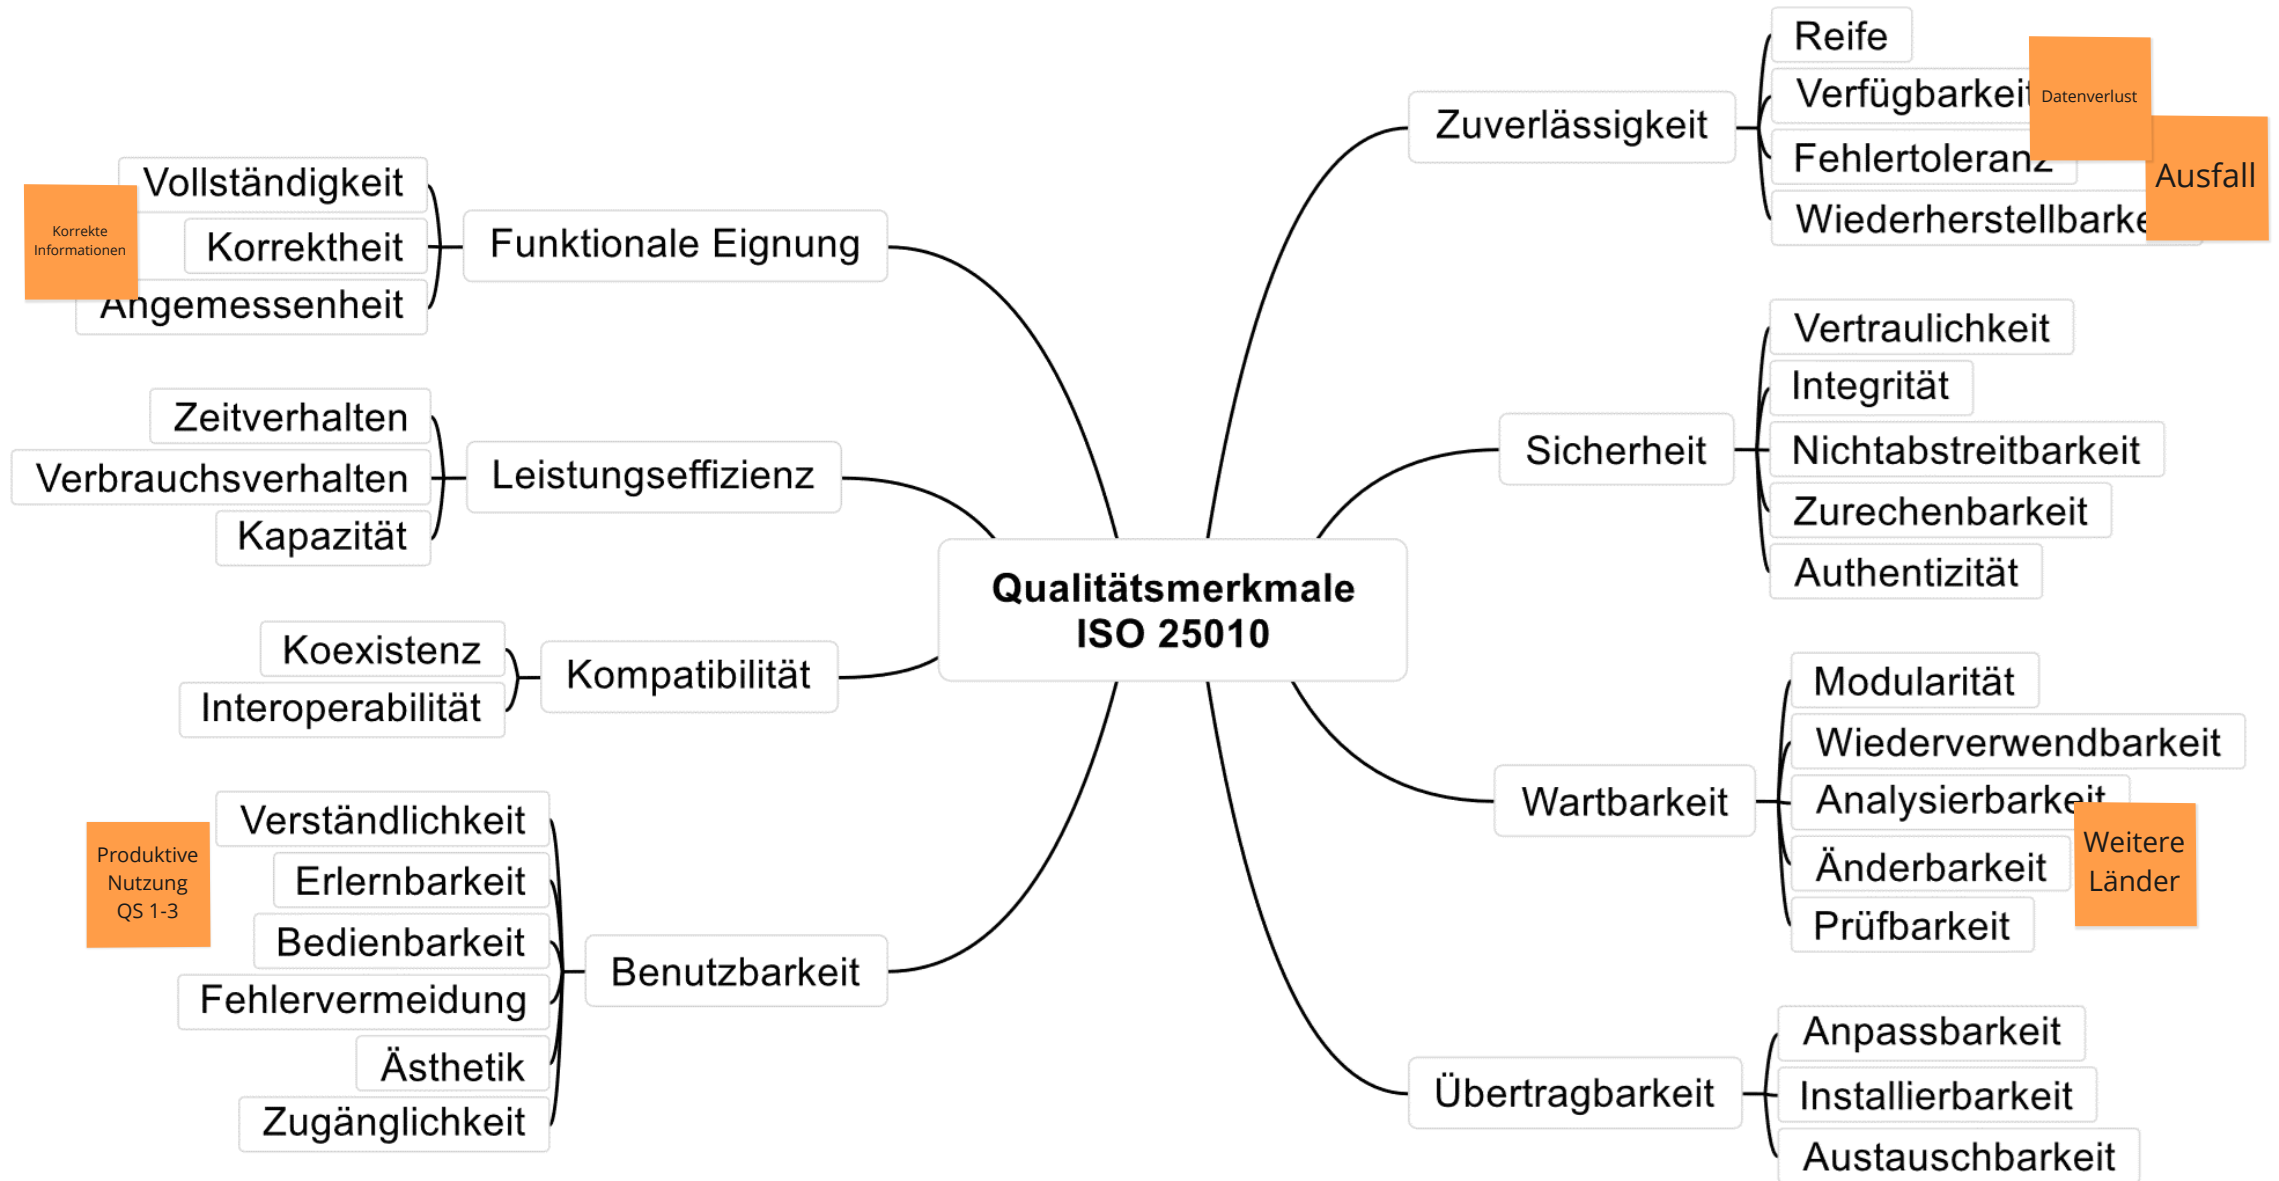 Qualitätsmerkmale
ISO 25010
Funktionale Eignung
Vollständigkeit
Korrektheit
Angemessenheit
Korrekte
Informationen
Leistungseffizienz
Zeitverhalten
Verbrauchsverhalten
Kapazität
Kompatibilität
Koexistenz
Interoperabilität
Benutzbarkeit
Verständlichkeit
Erlernbarkeit
Bedienbarkeit
Fehlervermeidung
Ästhetik
Zugänglichkeit
Produktive
Nutzung
QS 1-3
Zuverlässigkeit
Reife
Verfügbarkeit
Fehlertoleranz
Wiederherstellbarke
Datenverlust
Ausfall
Sicherheit
Vertraulichkeit
Integrität
Nichtabstreitbarkeit
Zurechenbarkeit
Authentizität
Wartbarkeit
Modularität
Wiederverwendbarkeit
Analysierbarkeit
Änderbarkeit
Prüfbarkeit
Weitere
Länder
Übertragbarkeit
Anpassbarkeit
Installierbarkeit
Austauschbarkeit